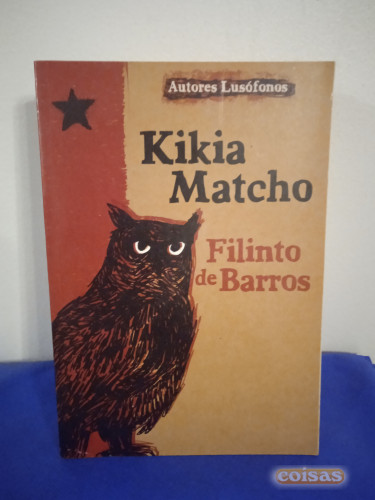 Autores Lusófonos
Kikia
Matcho
Filinto
de Barros
coisas